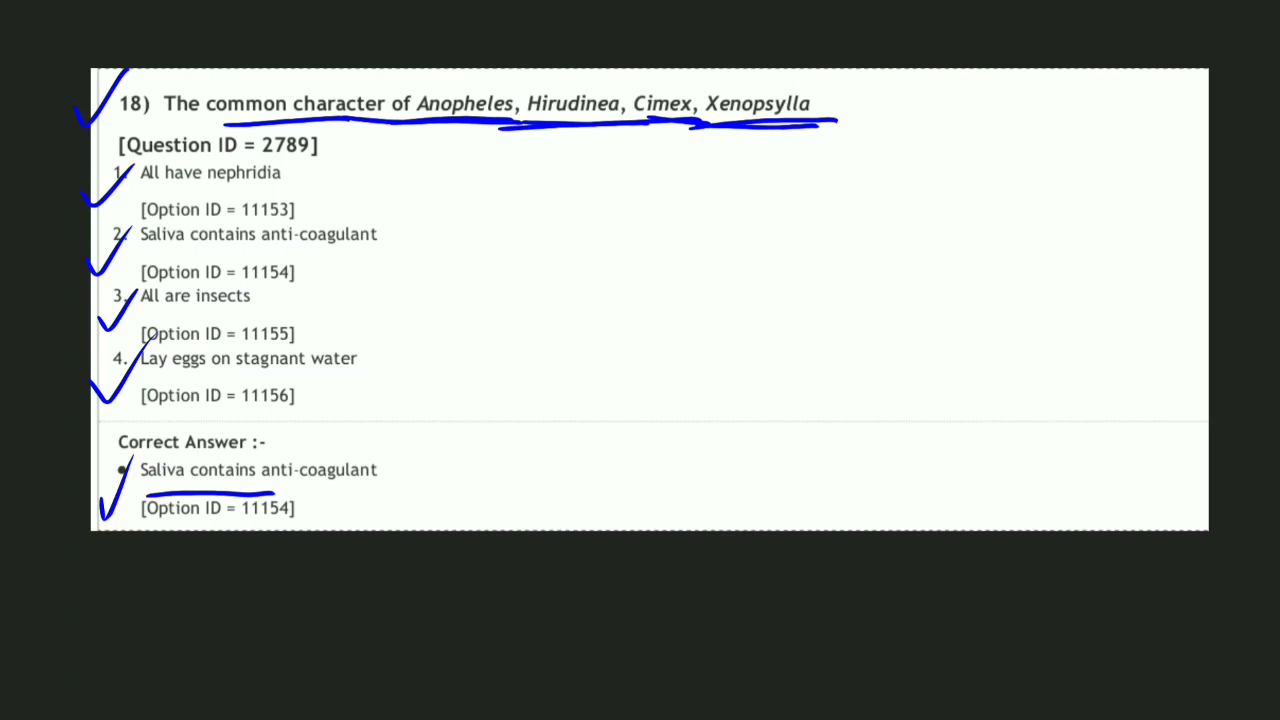 18) The common character of Anopheles, Hirudinea, Cimex, Xenopsylla
[Question ID = 2789]
1. All have nephridia
[Option ID = 11153]
2. Saliva contains anti-coagulant
[Option ID = 11154]
3. All are insects
[Option ID = 11155]
4. Lay eggs on stagnant water
[Option ID = 11156]
Correct Answer :-
• Saliva contains anti-coagulant
[Option ID = 11154]